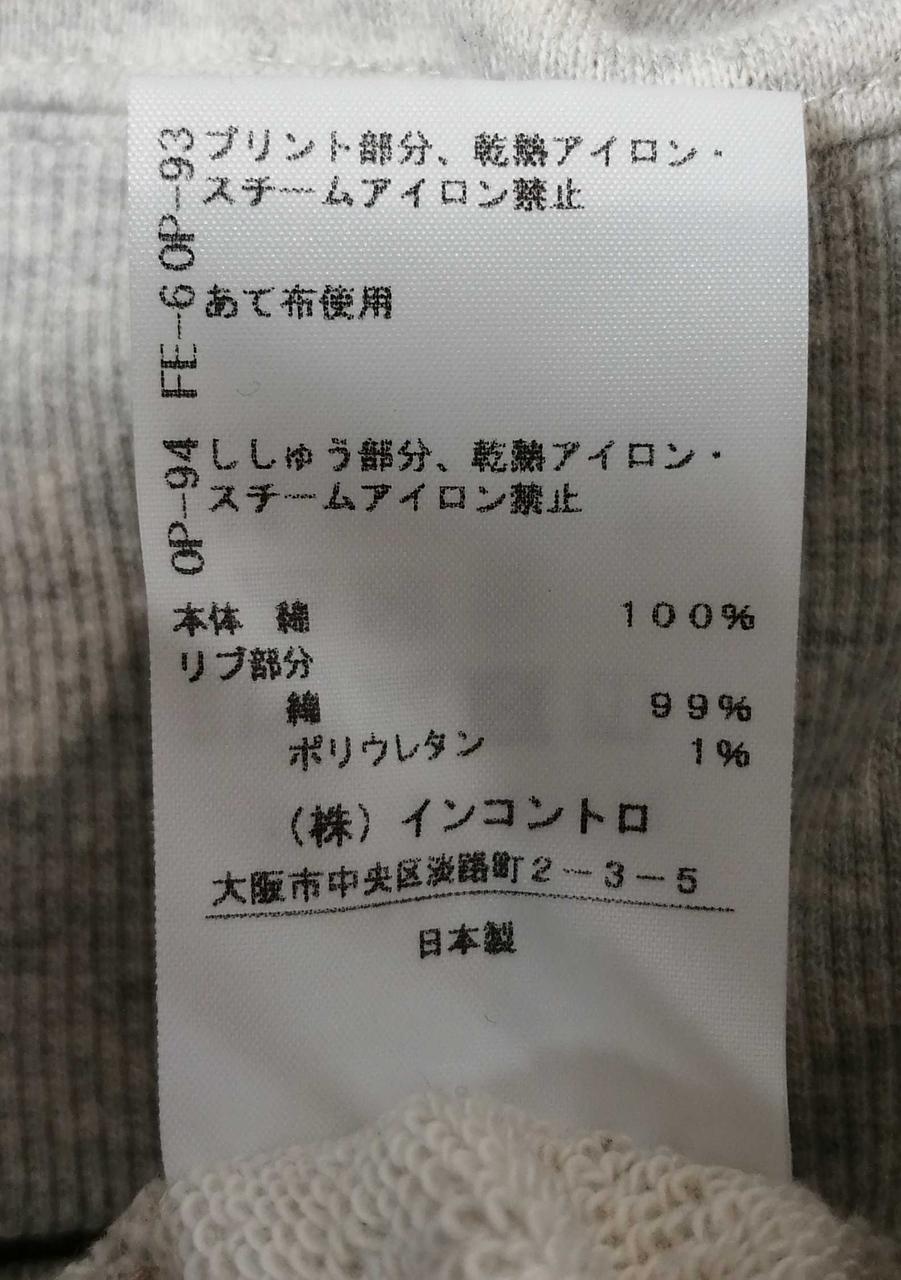 OP-93
プリント部分、乾熱アイロン・
スチームアイロン禁止
FE-6
あて布使用
OP-94
ししゅう部分、乾熱アイロン・
スチームアイロン禁止
本体 綿 100%
リブ部分
綿 99%
ポリウレタン 1%
(株)インコントロ
大阪市中央区淡路町2-3-5
日本製